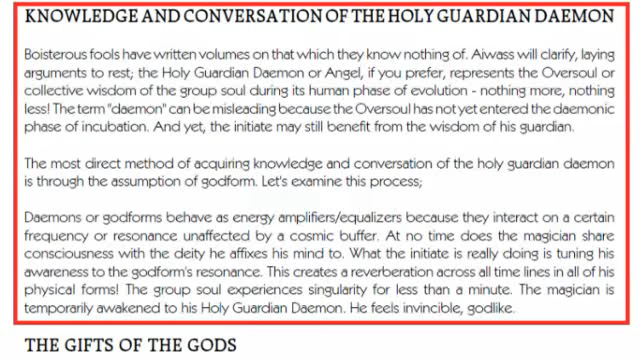 KNOWLEDGE AND CONVERSATION OF THE HOLY GUARDIAN DAEMON
Boisterous fools have written volumes on that which they know nothing of. Aiwass will clarify, laying
arguments to rest; the Holy Guardian Daemon or Angel, if you prefer, represents the Oversoul or
collective wisdom of the group soul during its human phase of evolution - nothing more, nothing
less! The term "daemon" can be misleading because the Oversoul has not yet entered the daemonic
phase of incubation. And yet, the initiate may still benefit from the wisdom of his guardian.
The most direct method of acquiring knowledge and conversation of the holy guardian daemon
is through the assumption of godform. Let's examine this process;
Daemons or godforms behave as energy amplifiers/equalizers because they interact on a certain
frequency or resonance unaffected by a cosmic buffer. At no time does the magician share
consciousness with the deity he affixes his mind to. What the initiate is really doing is tuning his
awareness to the godform's resonance. This creates a reverberation across all time lines in all of his
physical forms! The group soul experiences singularity for less than a minute. The magician is
temporarily awakened to his Holy Guardian Daemon. He feels invincible, godlike.
THE GIFTS OF THE GODS